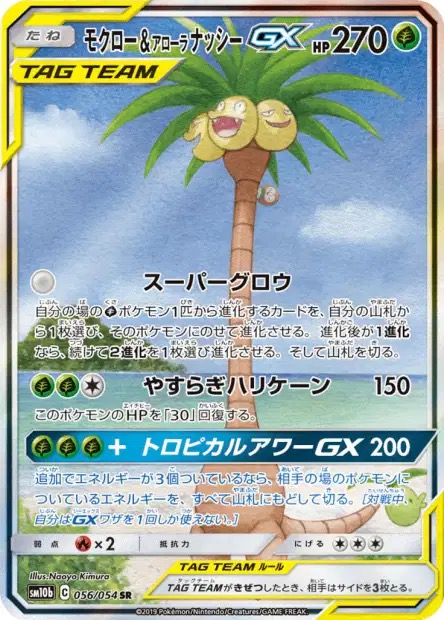 たね モクロー&アローラナッシーGX HP270
TAG TEAM
スーパーグロウ
自分の場のポケモン1匹から進化するカードを、自分の山札か
ら1枚選び、そのポケモンにのせて進化させる。進化後が1進化
なら、続けて2進化を1枚選び進化させる。そして山札を切る。
やすらぎハリケーン 150
このポケモンのHPを「30」回復する。
+ トロピカルアワーGX 200
追加でエネルギーが3個ついているなら、相手の場のポケモンに
ついているエネルギーを、すべて山札にもどして切る。[対戦中、
自分はGXワザを1回しか使えない。]
弱点 ×2 抵抗力 にげる
Illus. Naoyo Kimura
TAG TEAM ルール
sm10b C 056/054 SR
TAG TEAMがきぜつしたとき、相手はサイドを3枚とる。
©2019 Pokémon/Nintendo/Creatures/GAME FREAK.